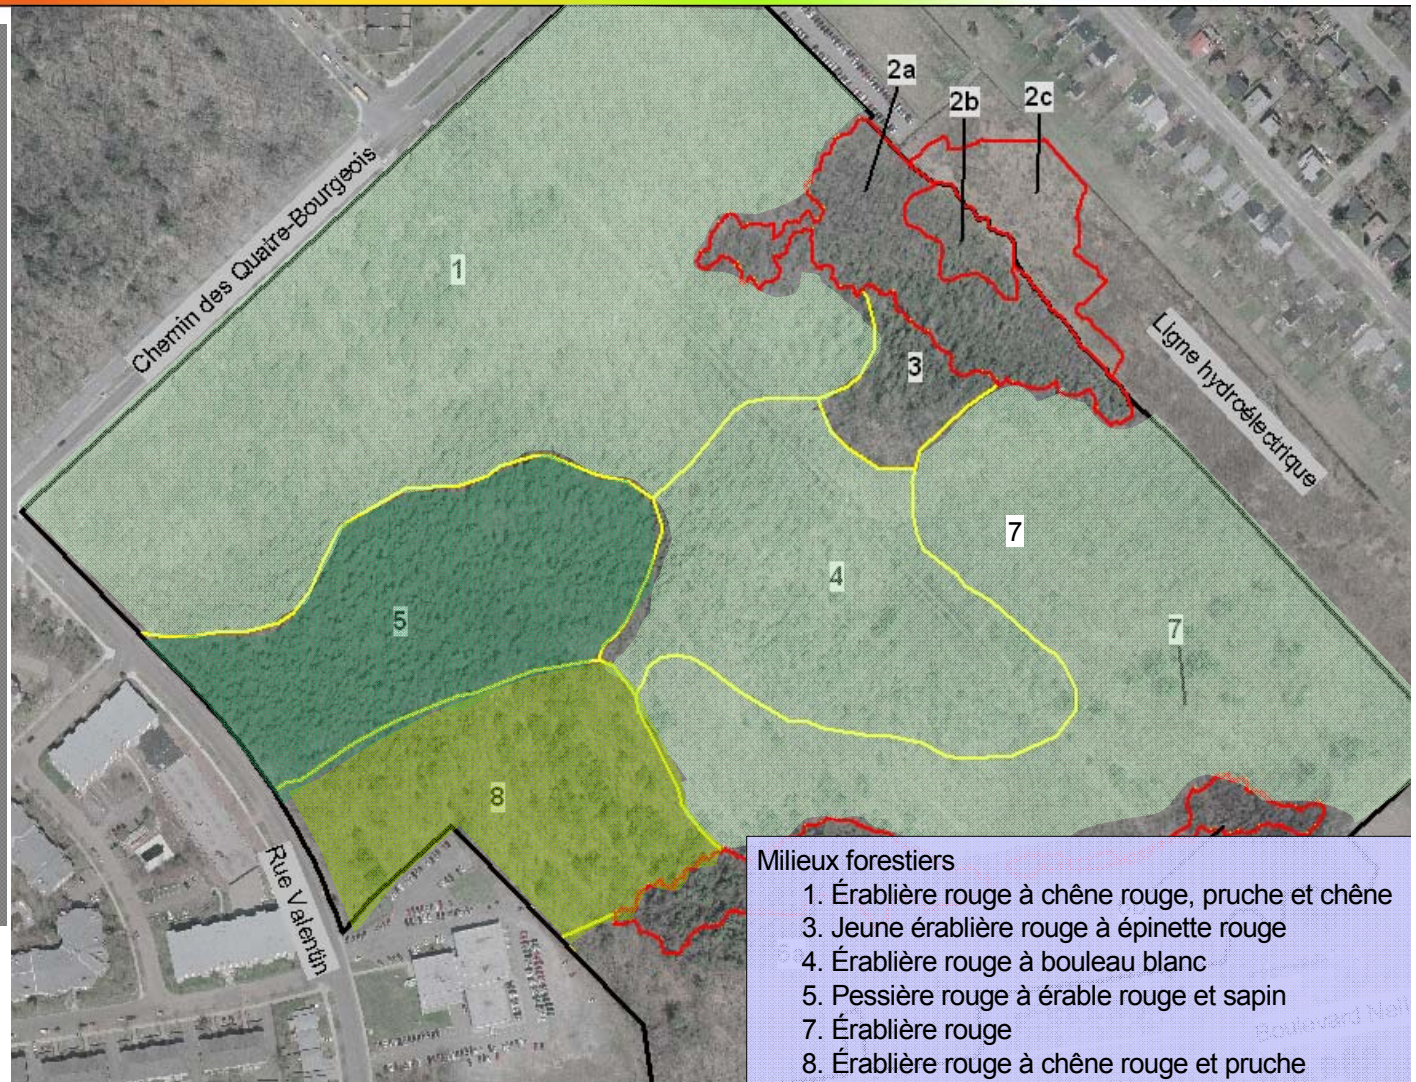 2a
2b
2c
Chemin des Quatre-Bourgeois
1
3
Ligne hydroélectrique
7
4
7
5
8
Rue Valentin
Milieux forestiers
1. Érablière rouge à chêne rouge, pruche et chêne
3. Jeune érablière rouge à épinette rouge
4. Érablière rouge à bouleau blanc
5. Pessière rouge à érable rouge et sapin
7. Érablière rouge
8. Érablière rouge à chêne rouge et pruche
Boulevard